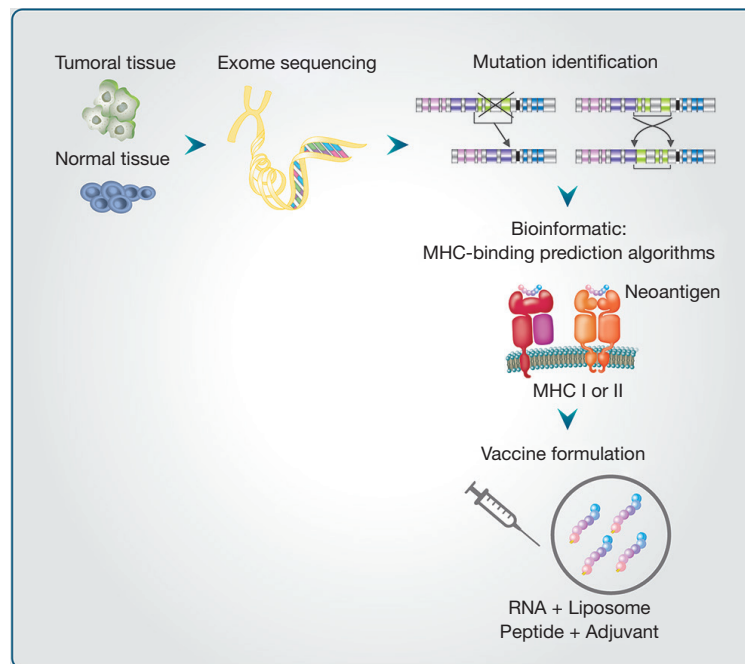 Tumoral tissue
Normal tissue
Exome sequencing
Mutation identification
Bioinformatic:
MHC-binding prediction algorithms
Neoantigen
MHC I or II
Vaccine formulation
RNA + Liposome
Peptide + Adjuvant